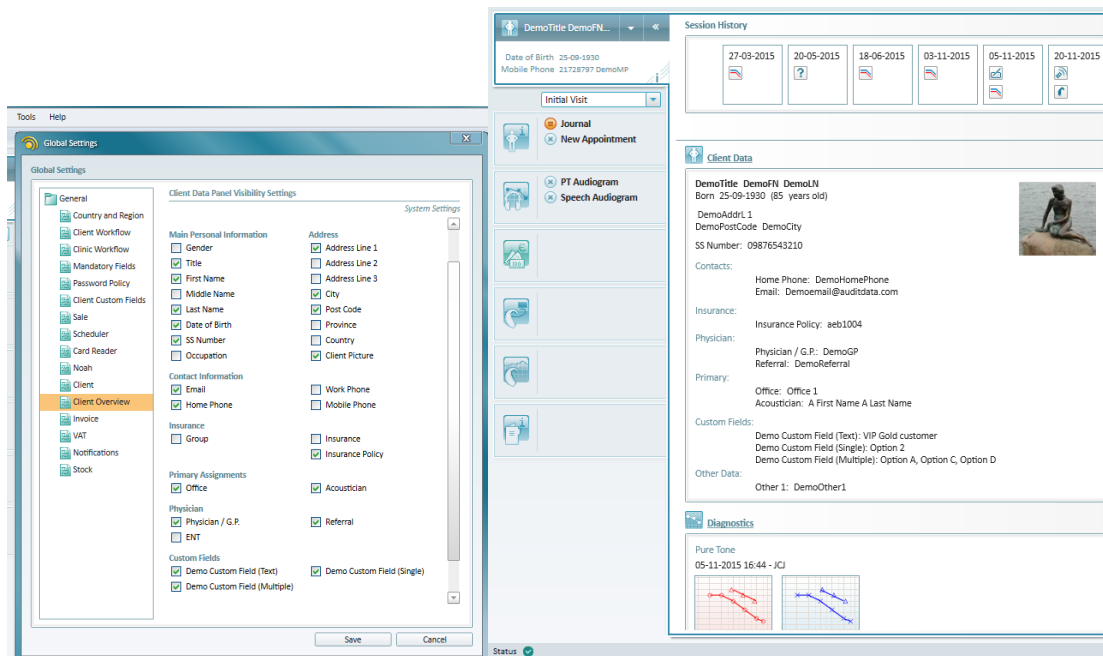 Tools Help
Global Settings
X
Global Settings
General
Country and Region
Client Workflow
Clinic Workflow
Mandatory Fields
Password Policy
Client Custom Fields
Sale
Scheduler
Card Reader
Noah
Client
Client Overview
Invoice
VAT
Notifications
Stock
Client Data Panel Visibility Settings
System Settings
Main Personal Information Address
Gender Address Line 1
Title Address Line 2
First Name Address Line 3
Middle Name City
Last Name Post Code
Date of Birth Province
SS Number Country
Occupation Client Picture
Contact Information
Email Work Phone
Home Phone Mobile Phone
Insurance
Group Insurance
Insurance Policy
Primary Assignments
Office Acoustician
Physician
Physician / G.P. Referral
ENT
Custom Fields
Demo Custom Field (Text) Demo Custom Field (Single)
Demo Custom Field (Multiple)
Save Cancel
DemoTitle DemoFN... «
Date of Birth 25-09-1930
Mobile Phone 21728797 DemoMP
i
Initial Visit
Journal
New Appointment
PT Audiogram
Speech Audiogram
Status
Session History
27-03-2015 20-05-2015 18-06-2015 03-11-2015 05-11-2015 20-11-2015
?
Client Data
DemoTitle DemoFN DemoLN
Born 25-09-1930 (85 years old)
DemoAddrL 1
DemoPostCode DemoCity
SS Number: 09876543210
Contacts:
Home Phone: DemoHomePhone
Email: Demoemail@auditdata.com
Insurance:
Insurance Policy: aeb1004
Physician:
Physician / G.P.: DemoGP
Referral: DemoReferral
Primary:
Office: Office 1
Acoustician: A First Name A Last Name
Custom Fields:
Demo Custom Field (Text): VIP Gold customer
Demo Custom Field (Single): Option 2
Demo Custom Field (Multiple): Option A, Option C, Option D
Other Data:
Other 1: DemoOther1
Diagnostics
Pure Tone
05-11-2015 16:44 - JCJ